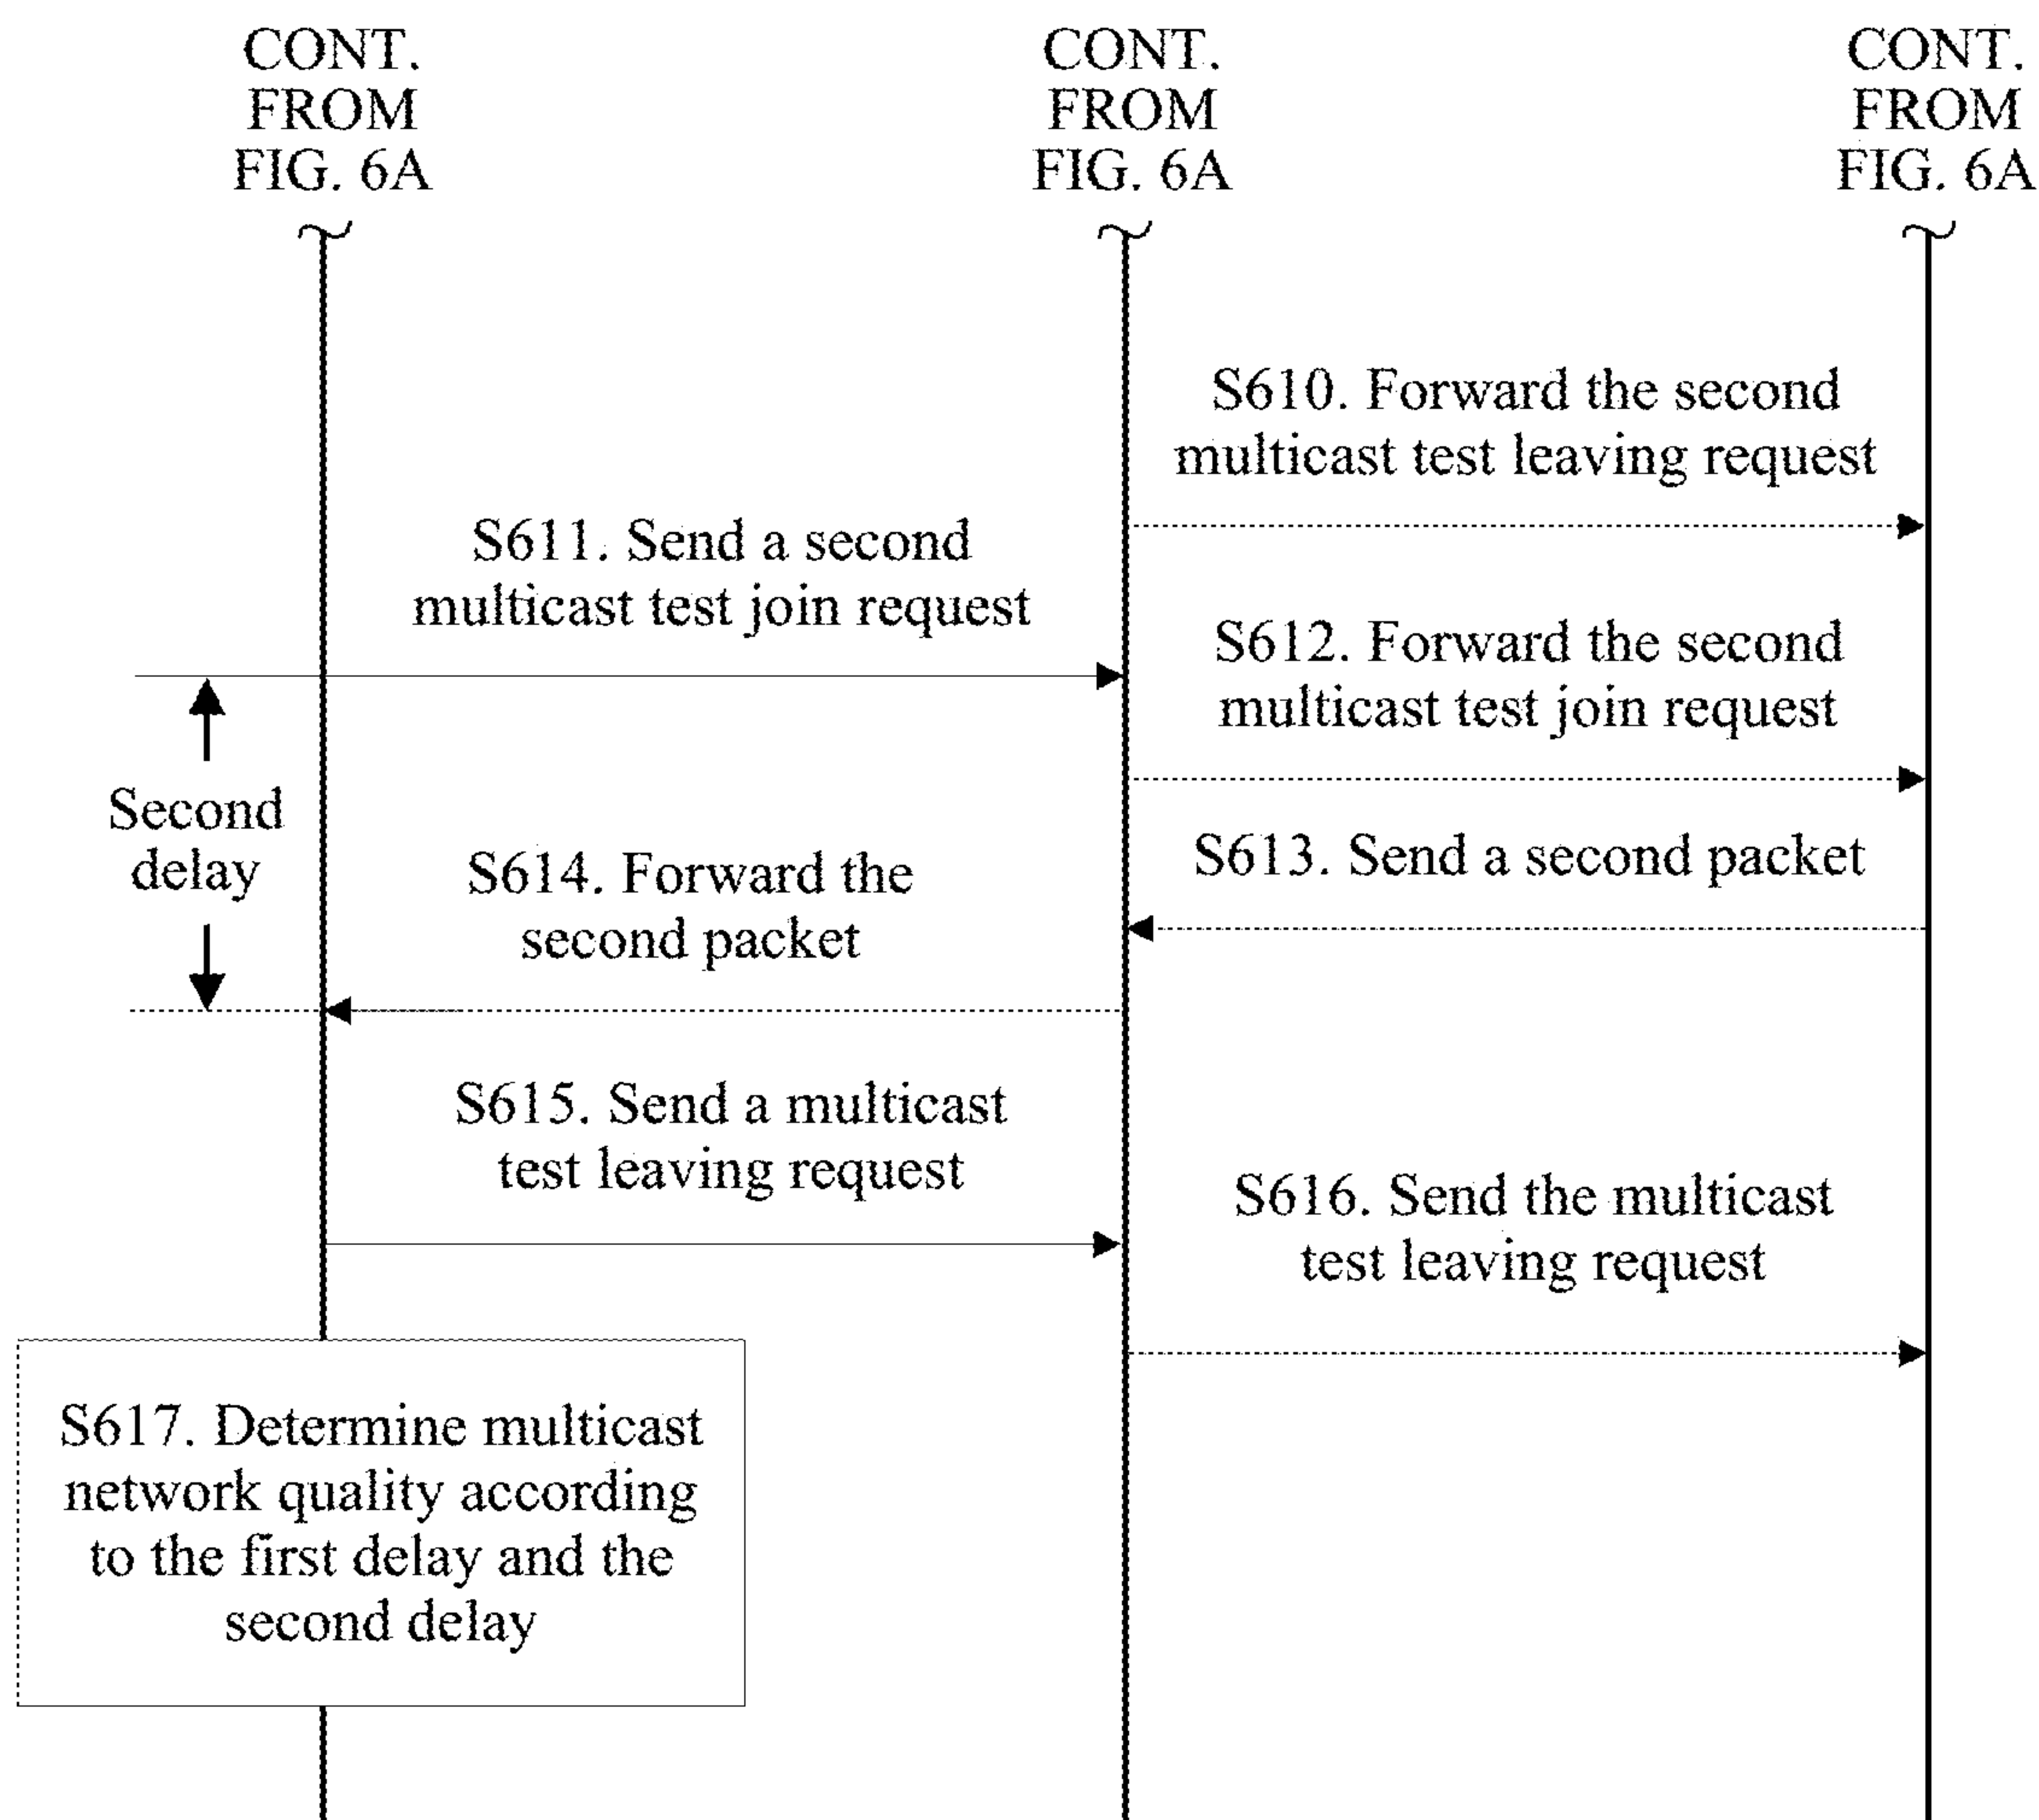 CONT.
FROM
FIG. 6A
CONT.
FROM
FIG. 6A
CONT.
FROM
FIG. 6A
S610. Forward the second
multicast test leaving request
S611. Send a second
multicast test join request
S612. Forward the second
multicast test join request
Second
delay
S613. Send a second packet
S614. Forward the
second packet
S615. Send a multicast
test leaving request
S616. Send the multicast
test leaving request
S617. Determine multicast
network quality according
to the first delay and the
second delay